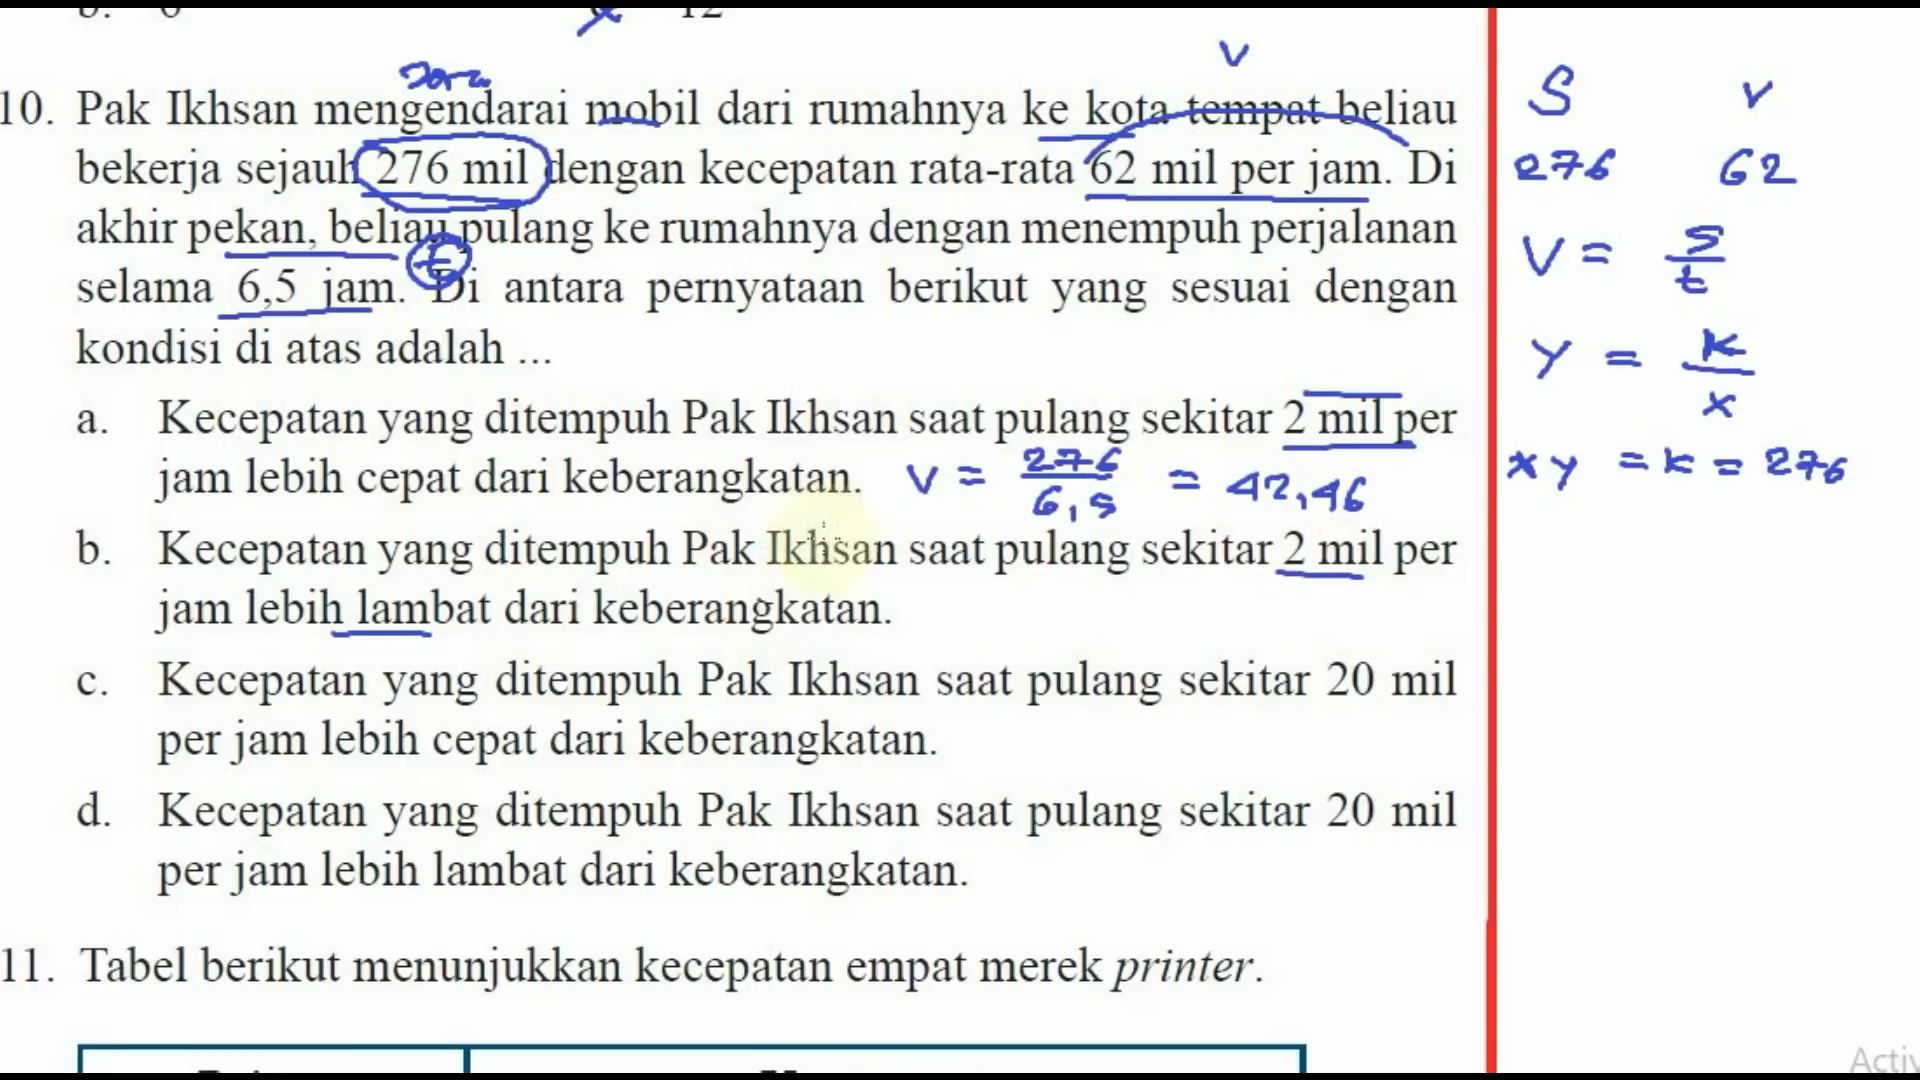 V
10. Pak Ikhsan mengendarai mobil dari rumahnya ke kota tempat beliau
bekerja sejauh 276 mil dengan kecepatan rata-rata 62 mil per jam. Di
akhir pekan, beliau pulang ke rumahnya dengan menempuh perjalanan
t
selama 6,5 jam. Di antara pernyataan berikut yang sesuai dengan
kondisi di atas adalah ...
a. Kecepatan yang ditempuh Pak Ikhsan saat pulang sekitar 2 mil per
jam lebih cepat dari keberangkatan. V = 276/6,5 = 42,46
b. Kecepatan yang ditempuh Pak Ikhsan saat pulang sekitar 2 mil per
jam lebih lambat dari keberangkatan.
c. Kecepatan yang ditempuh Pak Ikhsan saat pulang sekitar 20 mil
per jam lebih cepat dari keberangkatan.
d. Kecepatan yang ditempuh Pak Ikhsan saat pulang sekitar 20 mil
per jam lebih lambat dari keberangkatan.
11. Tabel berikut menunjukkan kecepatan empat merek printer.
S V
276 62
V = S/t
Y = K/x
xy = k = 276